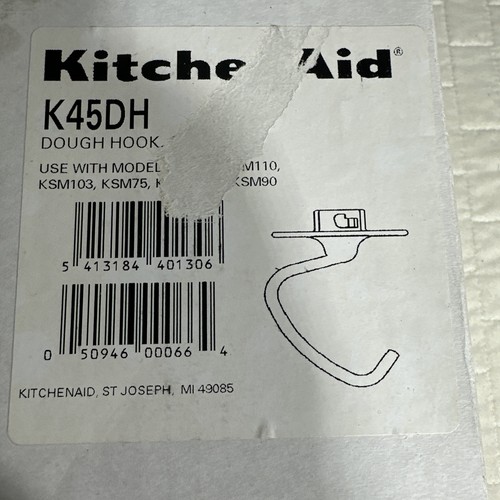 Kitche Aid®
K45DH
DOUGH HOOK
USE WITH MODEL M110,
KSM103, KSM75, KSM90
5 413184 401306
0 50946 00066 4
KITCHENAID, ST JOSEPH, MI 49085